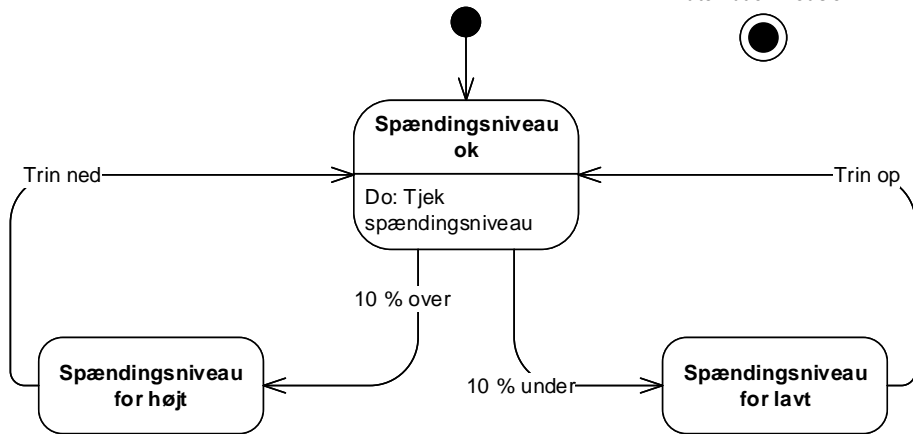 Spændingsniveau
ok
Trin ned
Trin op
Do: Tjek
spændingsniveau
10 % over
10 % under
Spændingsniveau
for højt
Spændingsniveau
for lavt